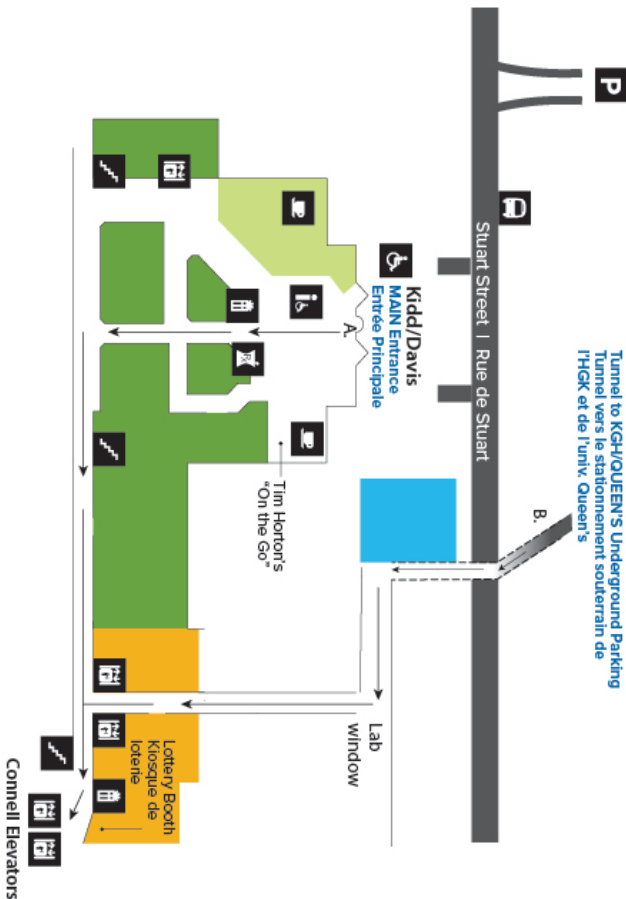 P
Stuart Street | Rue de Stuart
Tunnel to KGH/QUEEN'S Underground Parking
Tunnel vers le stationnement souterrain de
l'HGK et de l'univ. Queen's
B.
Kidd/Davis
MAIN Entrance
Entrée Principale
A.
Rx
Tim Horton's
"On the Go"
Lab
window
Lottery Booth
Kiosque de
loterie
Connell Elevators